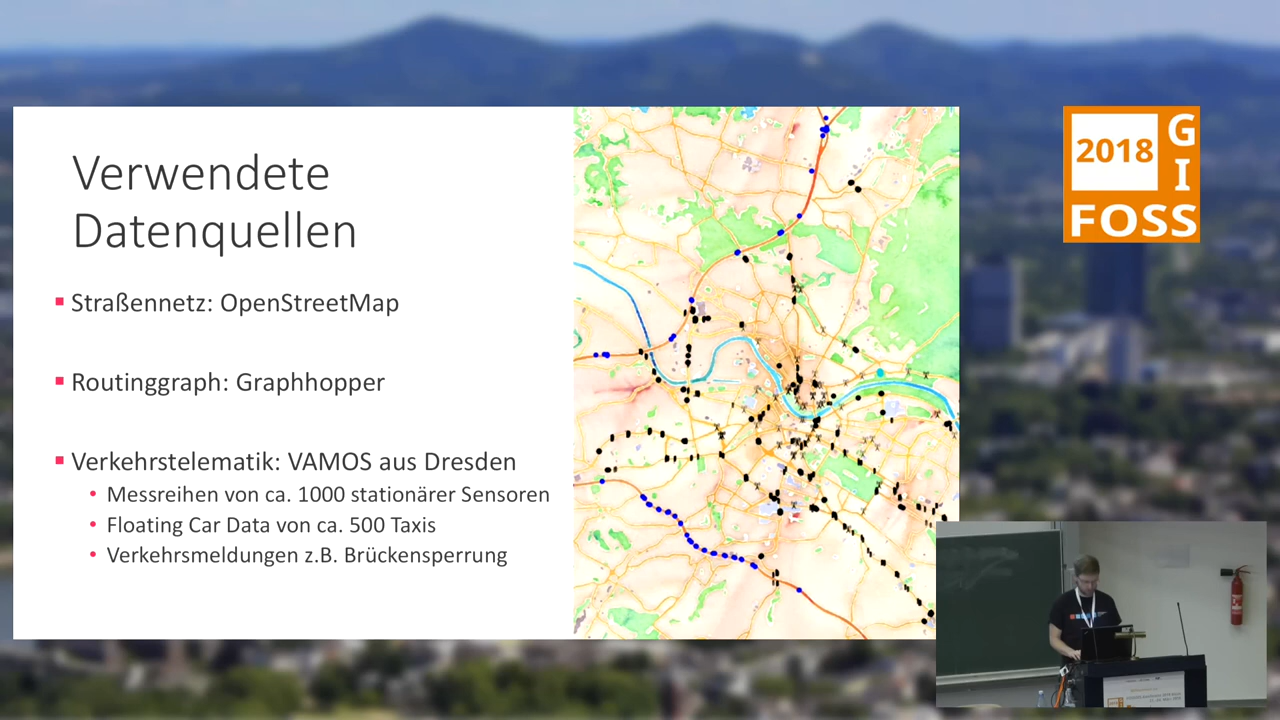 Verwendete
Datenquellen
Straßennetz: OpenStreetMap
Routinggraph: Graphhopper
Verkehrstelematik: VAMOS aus Dresden
Messreihen von ca. 1000 stationärer Sensoren
Floating Car Data von ca. 500 Taxis
Verkehrsmeldungen z.B. Brückensperrung
2018
GI
FOSS